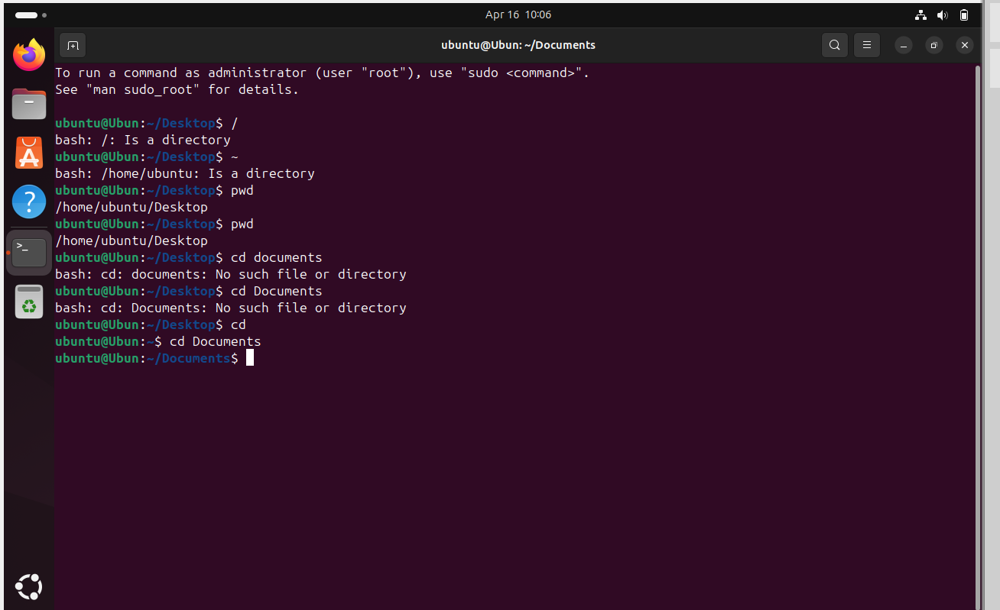 Apr 16 10:06
ubuntu@Ubun: ~/Documents
To run a command as administrator (user "root"), use "sudo <command>".
See "man sudo_root" for details.
ubuntu@Ubun:~/Desktop$ /
bash: /: Is a directory
ubuntu@Ubun:~/Desktop$ ~
bash: /home/ubuntu: Is a directory
ubuntu@Ubun:~/Desktop$ pwd
/home/ubuntu/Desktop
ubuntu@Ubun:~/Desktop$ pwd
/home/ubuntu/Desktop
ubuntu@Ubun:~/Desktop$ cd documents
bash: cd: documents: No such file or directory
ubuntu@Ubun:~/Desktop$ cd Documents
bash: cd: Documents: No such file or directory
ubuntu@Ubun:~/Desktop$ cd
ubuntu@Ubun:~$ cd Documents
ubuntu@Ubun:~/Documents$